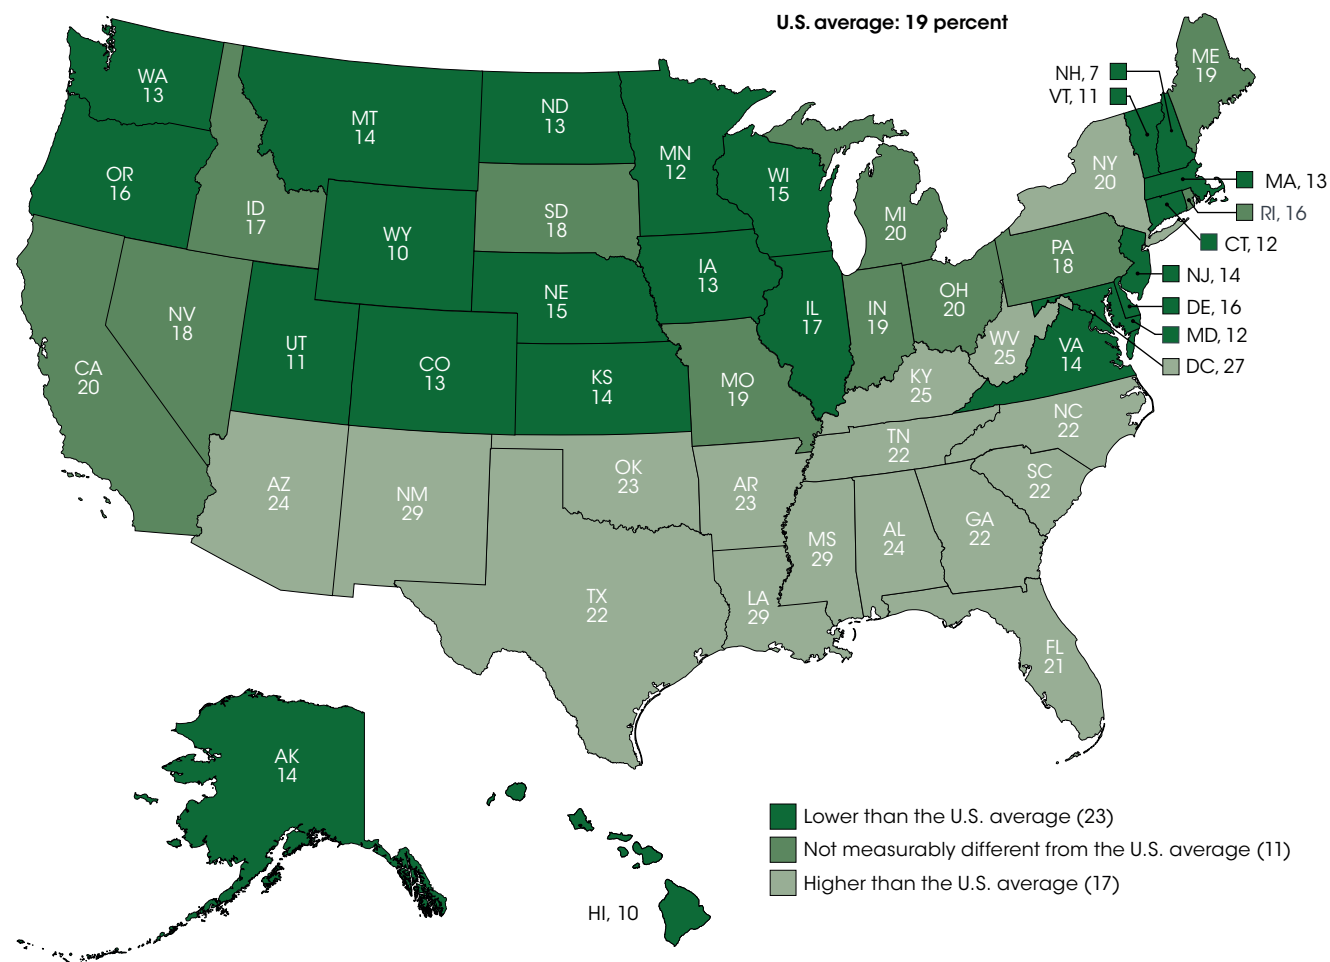 U.S. average: 19 percent
WA
13
OR
16
CA
20
ID
17
NV
18
MT
14
WY
10
UT
11
AZ
24
CO
13
NM
29
ND
13
SD
18
NE
15
KS
14
OK
23
TX
22
MN
12
IA
13
MO
19
AR
23
LA
29
WI
15
IL
17
MI
20
IN
19
OH
20
KY
25
TN
22
MS
29
AL
24
GA
22
FL
21
SC
22
NC
22
VA
14
WV
25
PA
18
NY
20
ME
19
NH, 7
VT, 11
MA, 13
RI, 16
CT, 12
NJ, 14
DE, 16
MD, 12
DC, 27
AK
14
HI, 10
Lower than the U.S. average (23)
Not measurably different from the U.S. average (11)
Higher than the U.S. average (17)